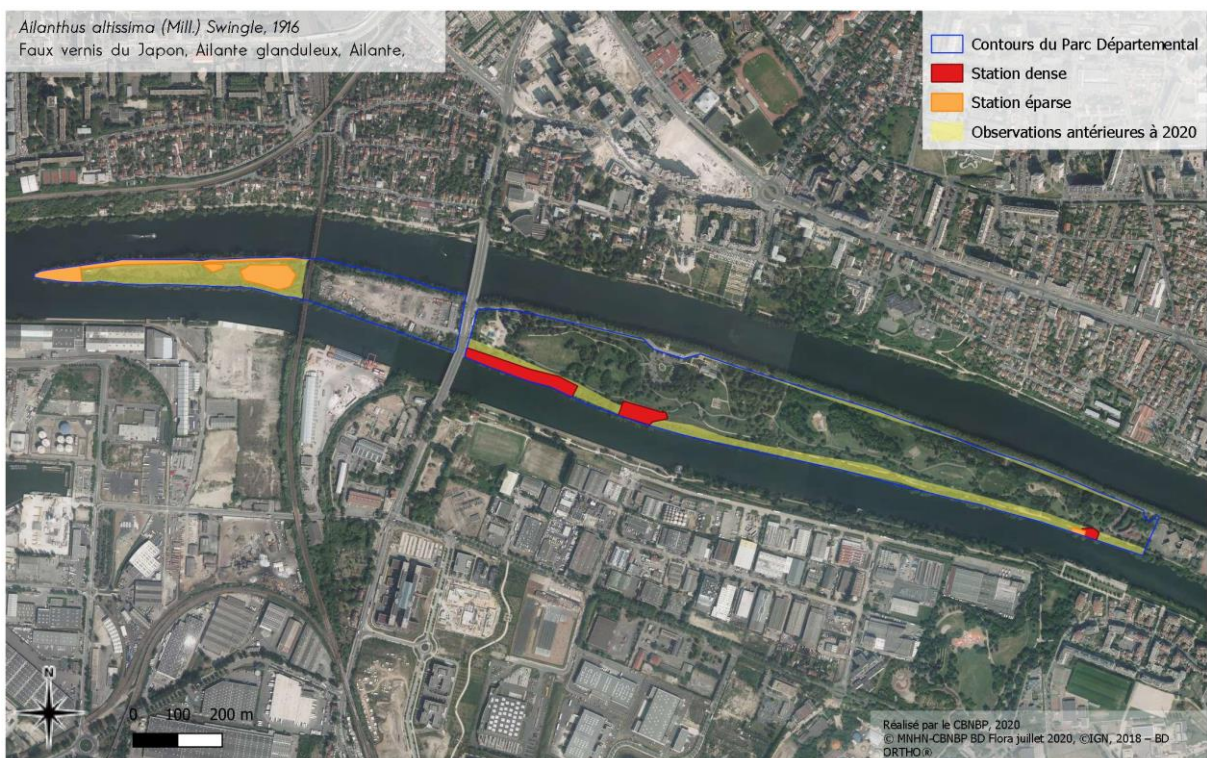 Ailanthus altissima (Mill.) Swingle, 1916
Faux vernis du Japon, Ailante glanduleux, Ailante,
Contours du Parc Départemental
Station dense
Station éparse
Observations antérieures à 2020
N
0 100 200 m
Réalisé par le CBNBP, 2020
© MNHN-CBNBP BD Flora juillet 2020, ©IGN, 2018 – BD
ORTHO®